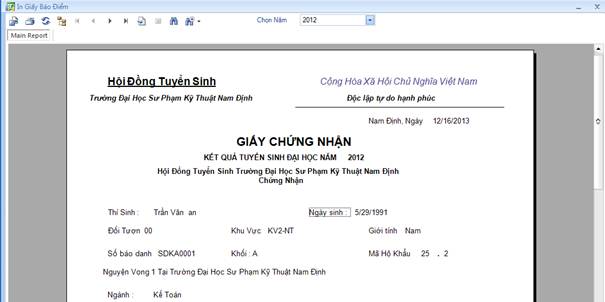 In Giấy Báo Điểm
Chọn Năm 2012
Main Report
Hội Đồng Tuyển Sinh Cộng Hòa Xã Hội Chủ Nghĩa Việt Nam
Trường Đại Học Sư Phạm Kỹ Thuật Nam Định Độc lập tự do hạnh phúc
Nam Định, Ngày 12/16/2013
GIẤY CHỨNG NHẬN
KẾT QUẢ TUYỂN SINH ĐẠI HỌC NĂM 2012
Hội Đồng Tuyển Sinh Trường Đại Học Sư Phạm Kỹ Thuật Nam Định
Chứng Nhận
Thí Sinh : Trần Văn an Ngày sinh : 5/29/1991
Đối Tươn 00 Khu Vực KV2-NT Giới tính Nam
Số báo danh SDKA0001 Khối : A Mã Hộ Khẩu 25 . 2
Nguyện Vọng 1 Tại Trường Đại Học Sư Phạm Kỹ Thuật Nam Định
Ngành : Kế Toán